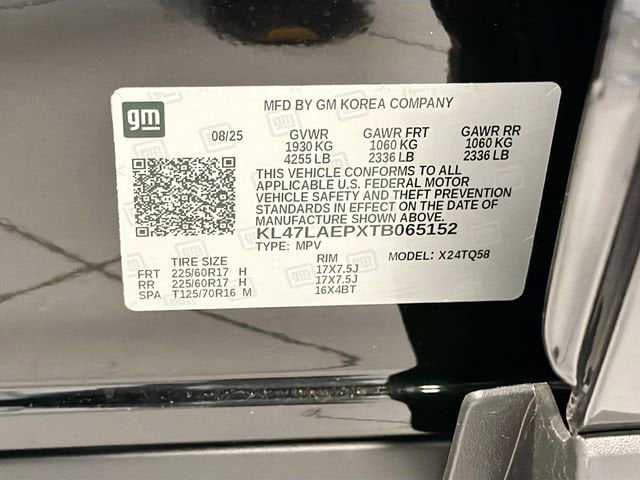 gm
MFD BY GM KOREA COMPANY
08/25 GVWR GAWR FRT GAWR RR
1930 KG 1060 KG 1060 KG
4255 LB 2336 LB 2336 LB
THIS VEHICLE CONFORMS TO ALL
APPLICABLE U.S. FEDERAL MOTOR
VEHICLE SAFETY AND THEFT PREVENTION
STANDARDS IN EFFECT ON THE DATE OF
MANUFACTURE SHOWN ABOVE.
KL47LAEPXTB065152
TYPE: MPV MODEL: X24TQ58
TIRE SIZE RIM
FRT 225/60R17 H 17X7.5J
RR 225/60R17 H 17X7.5J
SPA T125/70R16 M 16X4BT